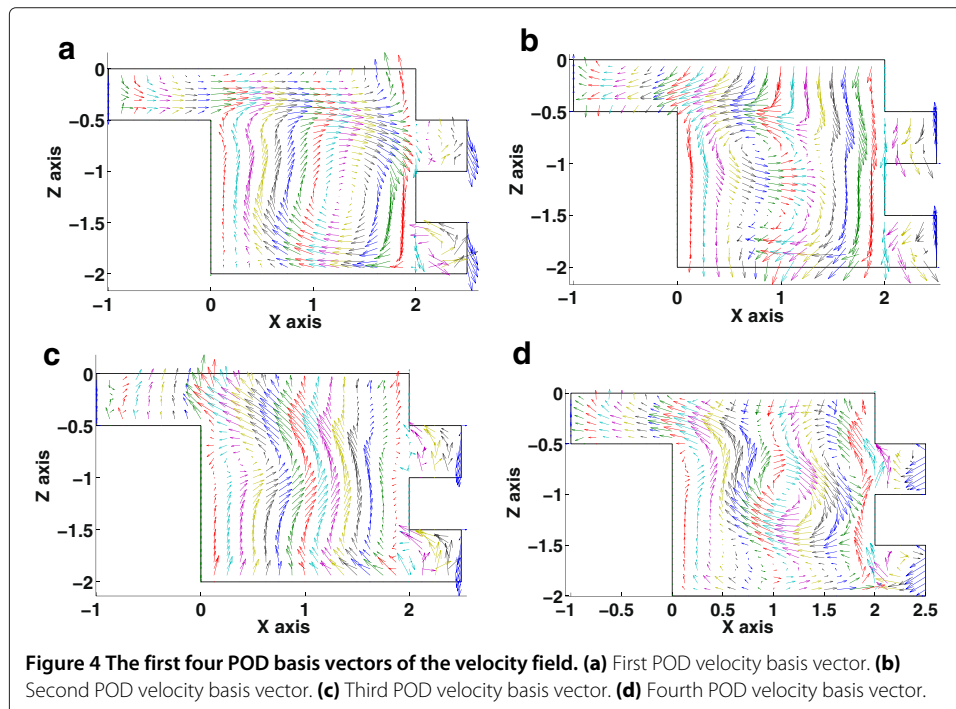 a
0
−0.5
−1
−1.5
−2
Z axis
−1 0 1 2
X axis
b
0
−0.5
−1
−1.5
−2
Z axis
−1 0 1 2
X axis
c
0
−0.5
−1
−1.5
−2
Z axis
−1 0 1 2
X axis
d
0
−0.5
−1
−1.5
−2
Z axis
−1 −0.5 0 0.5 1 1.5 2 2.5
X axis
Figure 4 The first four POD basis vectors of the velocity field. (a) First POD velocity basis vector. (b)
Second POD velocity basis vector. (c) Third POD velocity basis vector. (d) Fourth POD velocity basis vector.